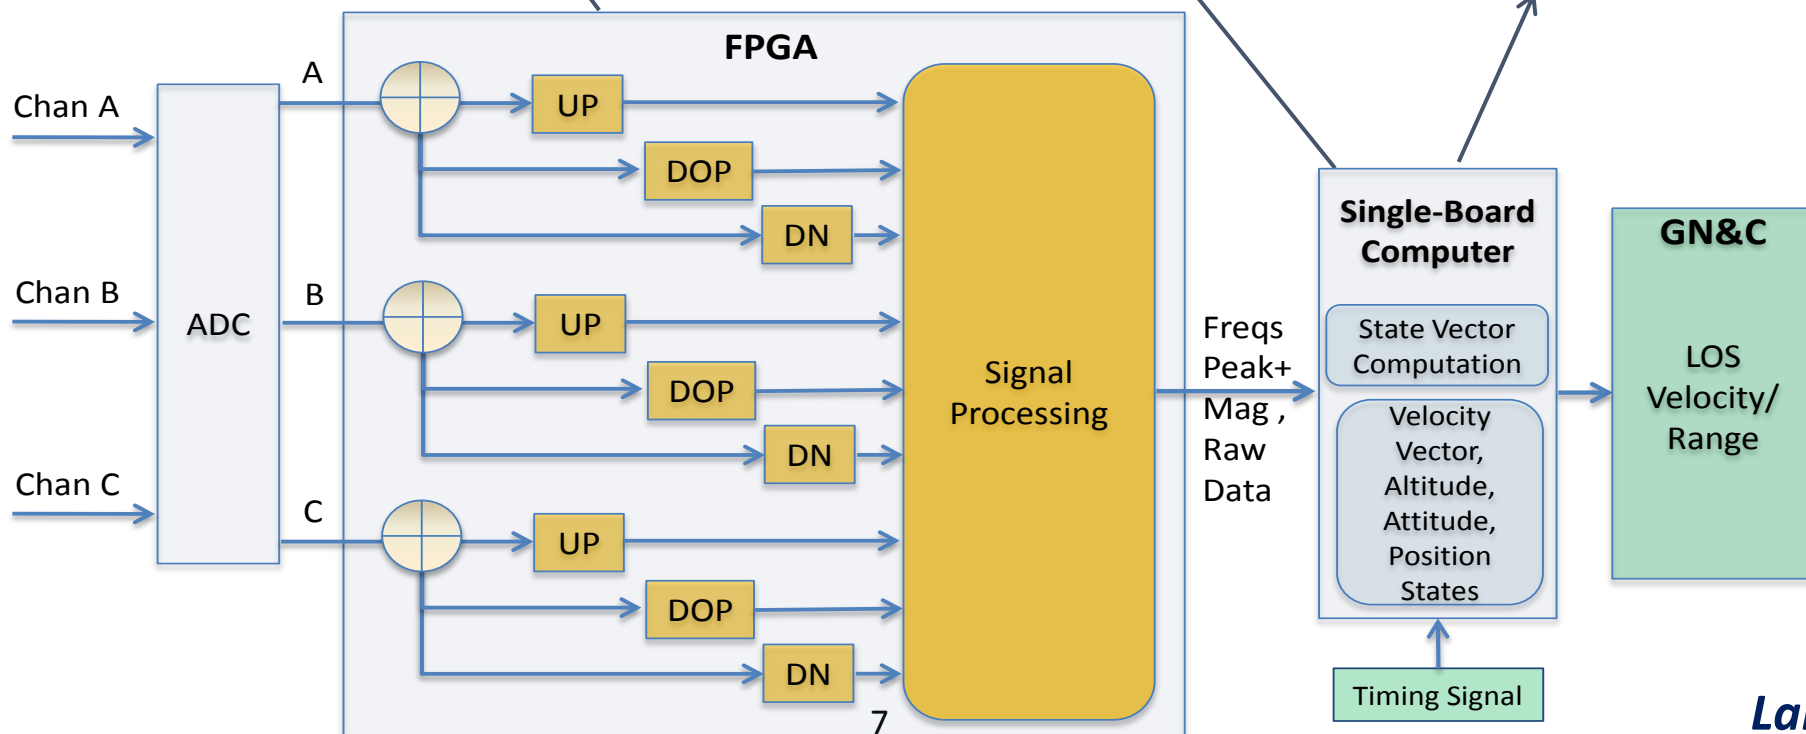 FPGA
Chan A
A
UP
DOP
DN
Chan B
B
ADC
UP
DOP
DN
Chan C
C
UP
DOP
DN
Signal
Processing
7
Freqs
Peak+
Mag ,
Raw
Data
Single-Board
Computer
State Vector
Computation
Velocity
Vector,
Altitude,
Attitude,
Position
States
Timing Signal
GN&C
LOS
Velocity/
Range